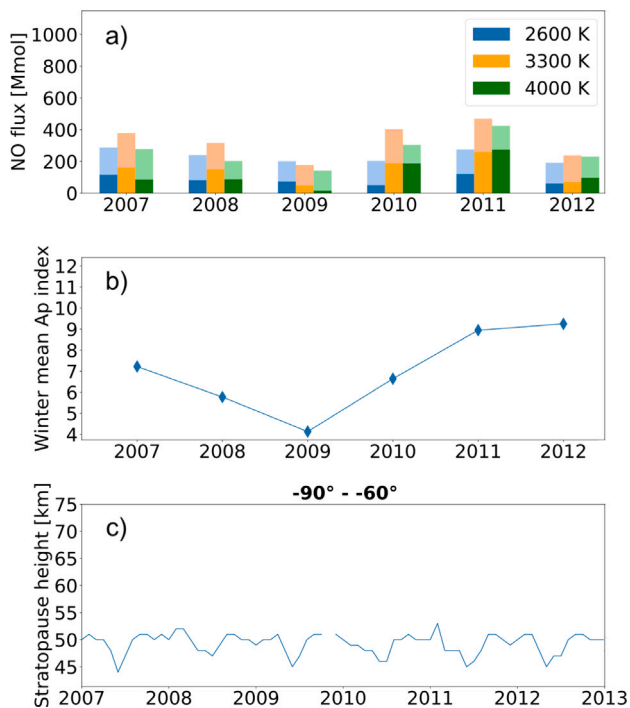 a)
NO flux [Mmol]
1000
800
600
400
200
0
2600 K
3300 K
4000 K
2007 2008 2009 2010 2011 2012
b)
Winter mean Ap index
12
11
10
9
8
7
6
5
4
2007 2008 2009 2010 2011 2012
-90° - -60°
c)
Stratopause height [km]
75
70
65
60
55
50
45
2007 2008 2009 2010 2011 2012 2013